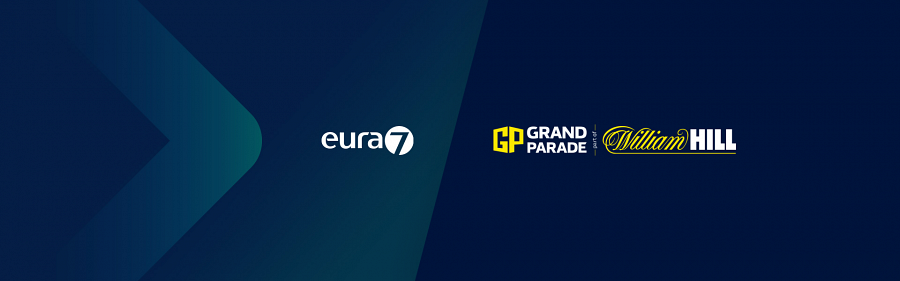 eura7
GP GRAND PARADE
part of
William HILL